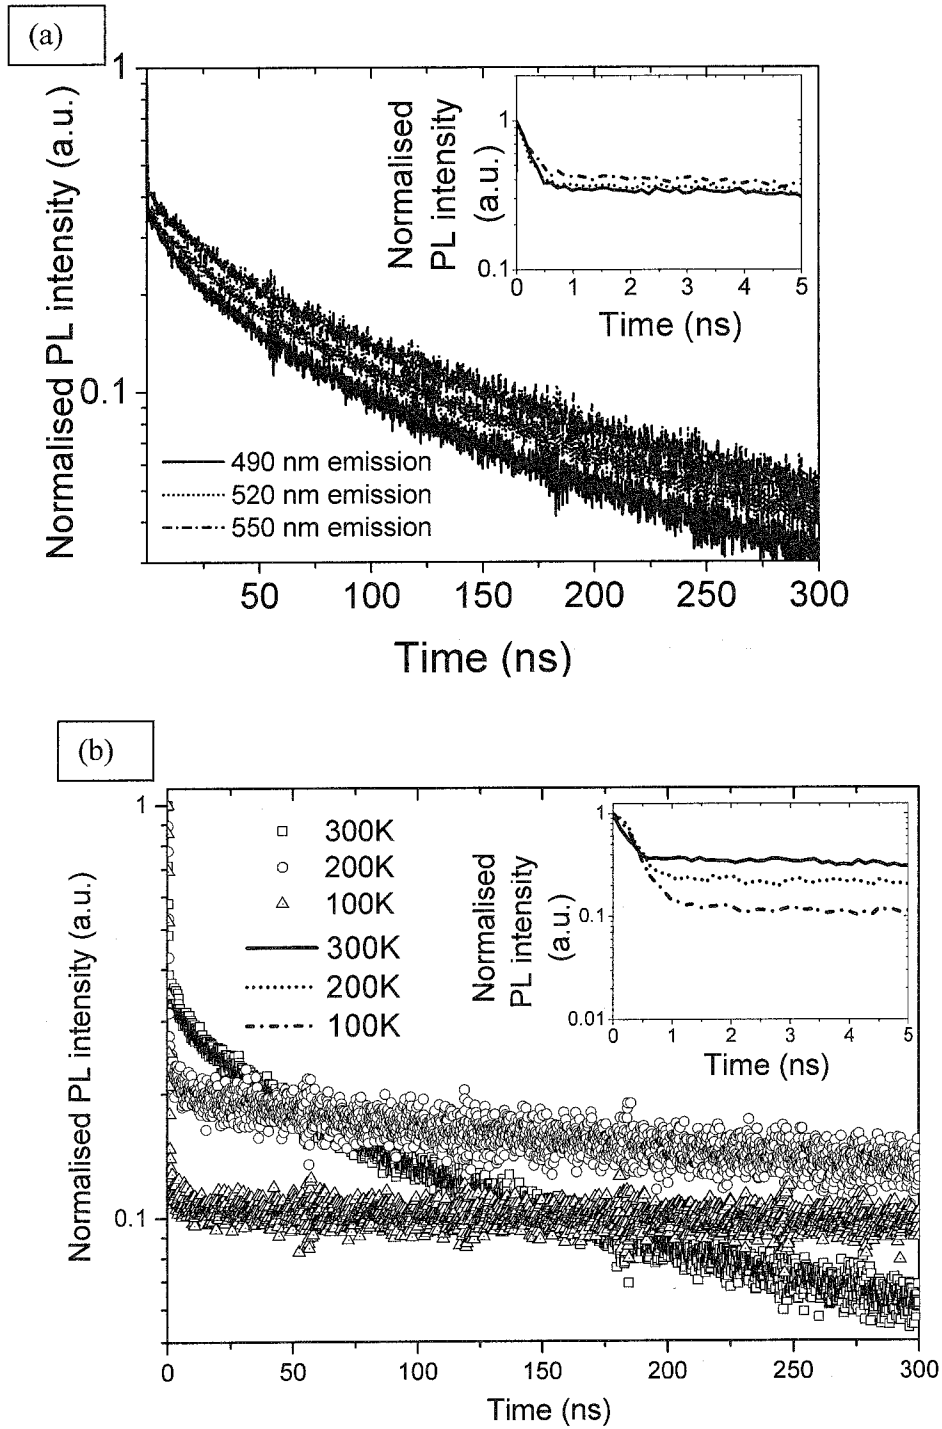 (a)
1
0.1
Normalised PL intensity (a.u.)
490 nm emission
520 nm emission
550 nm emission
50 100 150 200 250 300
Time (ns)
Normalised
PL intensity
(a.u.)
1
0.1
0 1 2 3 4 5
Time (ns)
(b)
1
0.1
Normalised PL intensity (a.u.)
300K
200K
100K
300K
200K
100K
0 50 100 150 200 250 300
Time (ns)
Normalised
PL intensity
(a.u.)
1
0.1
0.01
0 1 2 3 4 5
Time (ns)